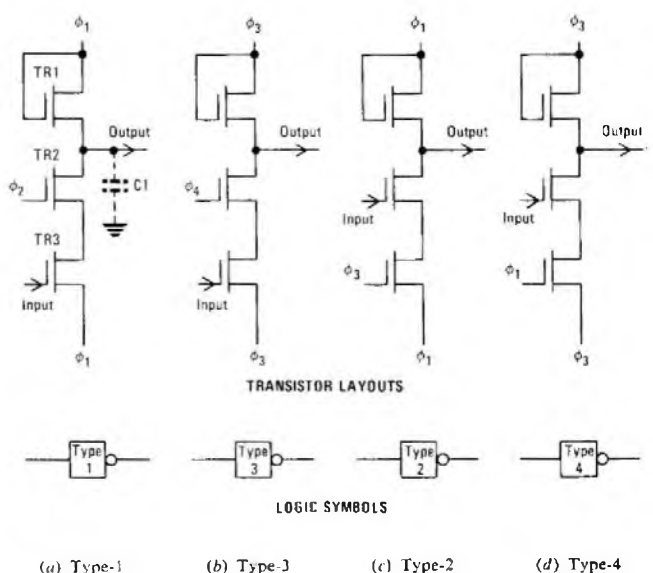 ϕ1 ϕ3 ϕ1 ϕ3
TR1
Output Output Output Output
TR2
ϕ2 C1 ϕ4
Input Input
TR3
ϕ3 ϕ1
Input Input
ϕ1 ϕ3 ϕ1 ϕ3
TRANSISTOR LAYOUTS
Type Type Type Type
1 3 2 4
LOGIC SYMBOLS
(a) Type-1 (b) Type-3 (c) Type-2 (d) Type-4